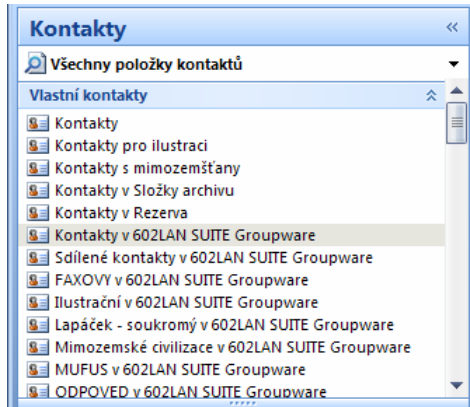 Kontakty
Všechny položky kontaktů
Vlastní kontakty
Kontakty
Kontakty pro ilustraci
Kontakty s mimozemšťany
Kontakty v Složky archivu
Kontakty v Rezerva
Kontakty v 602LAN SUITE Groupware
Sdílené kontakty v 602LAN SUITE Groupware
FAXOVY v 602LAN SUITE Groupware
Ilustrační v 602LAN SUITE Groupware
Lapáček - soukromý v 602LAN SUITE Groupware
Mimozemské civilizace v 602LAN SUITE Groupware
MUFUS v 602LAN SUITE Groupware
ODPOVED v 602LAN SUITE Groupware